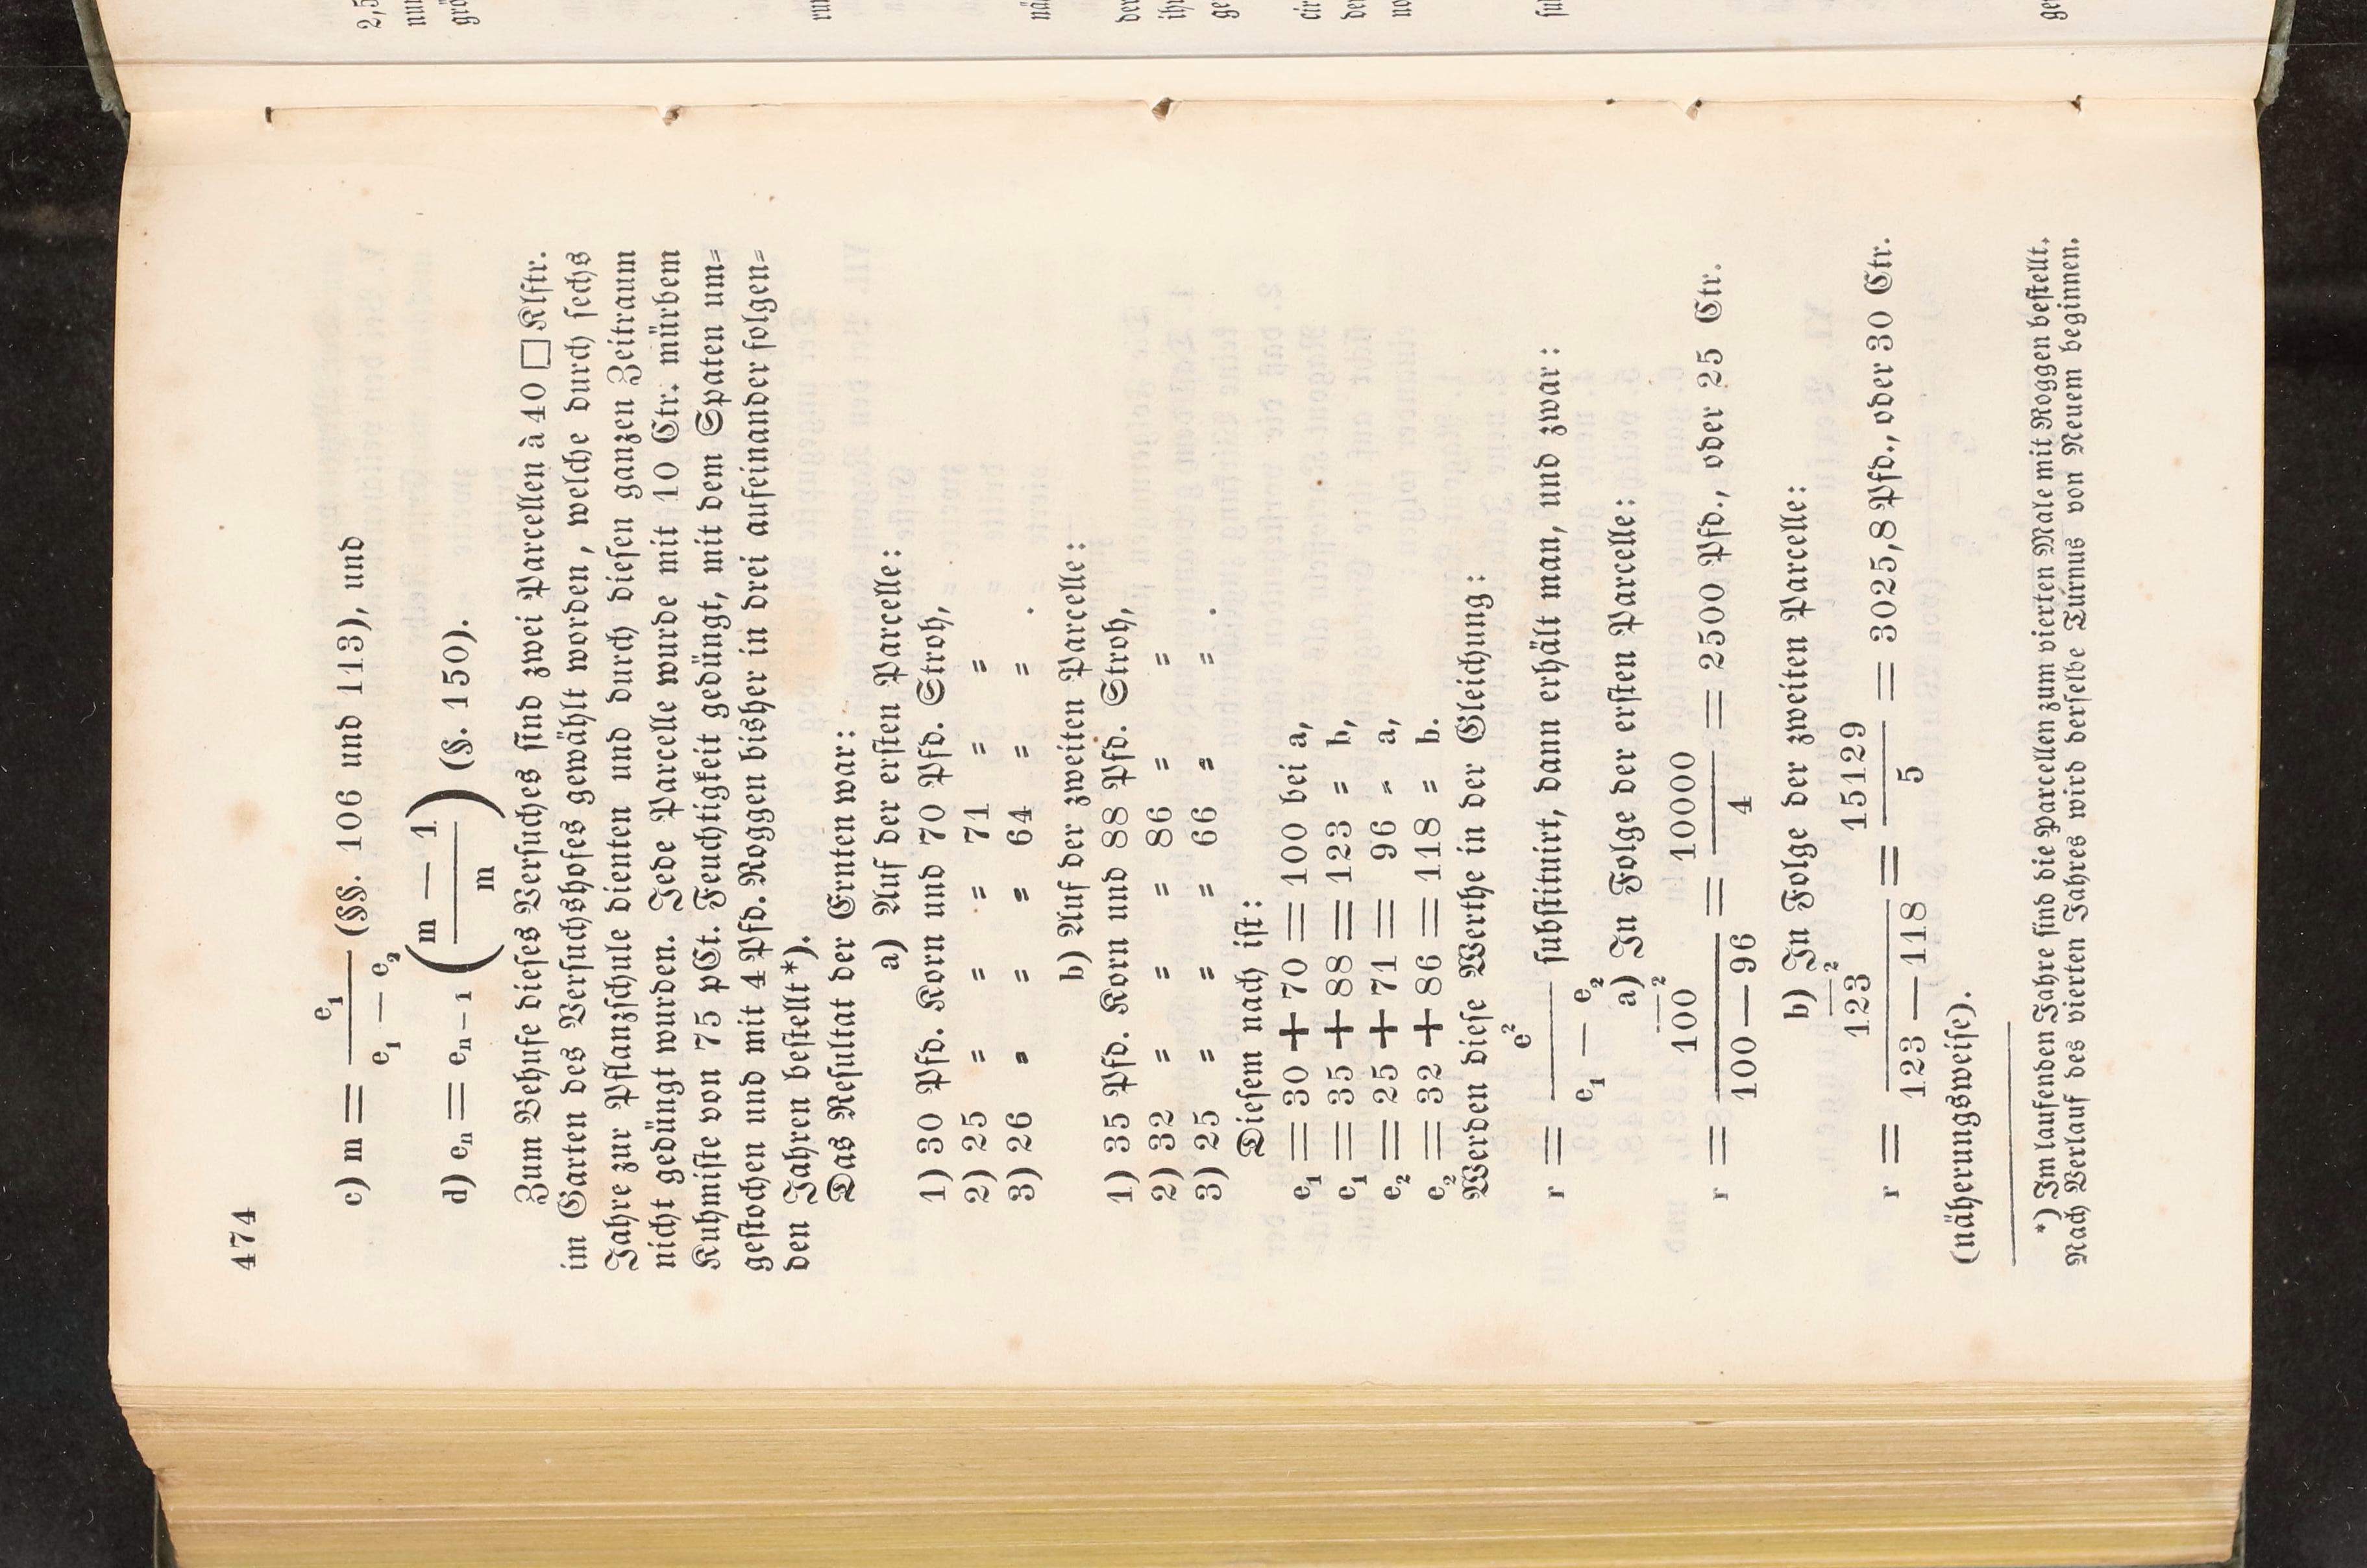 474
c) m = e₁ / (e₁ — e₂) (SS. 106 und 113), und
d) eₙ = eₙ₋₁ ((m — 1) / m) (S. 150).
Zum Behufe dieses Versuches sind zwei Parcellen à 40 □ Klftr.
im Garten des Versuchshofes gewählt worden, welche durch sechs
Jahre zur Pflanzschule dienten und durch diesen ganzen Zeitraum
nicht gedüngt wurden. Jede Parcelle wurde mit 10 Ctr. mürbem
Kuhmiste von 75 pCt. Feuchtigkeit gedüngt, mit dem Spaten um=
gestochen und mit 4 Pfd. Roggen bisher in drei aufeinander folgen=
den Jahren bestellt*).
Das Resultat der Ernten war:
a) Auf der ersten Parcelle:
1) 30 Pfd. Korn und 70 Pfd. Stroh,
2) 25 = = = 71 = =
3) 26 = = = 64 = = .
b) Auf der zweiten Parcelle:
1) 35 Pfd. Korn und 88 Pfd. Stroh,
2) 32 = = = 86 = =
3) 25 = = = 66 = = .
Diesem nach ist:
e₁ = 30 + 70 = 100 bei a,
e₁ = 35 + 88 = 123 = b,
e₂ = 25 + 71 = 96 = a,
e₂ = 32 + 86 = 118 = b.
Werden diese Werthe in der Gleichung:
r = e² / (e₁ — e₂) substituirt, dann erhält man, und zwar:
a) In Folge der ersten Parcelle:
r = 100² / (100 — 96) = 10000 / 4 = 2500 Pfd., oder 25 Ctr.
b) In Folge der zweiten Parcelle:
r = 123² / (123 — 118) = 15129 / 5 = 3025,8 Pfd., oder 30 Ctr.
(näherungsweise).
*) Im laufenden Jahre sind die Parcellen zum vierten Male mit Roggen bestellt.
Nach Verlauf des vierten Jahres wird derselbe Turnus von Neuem beginnen.